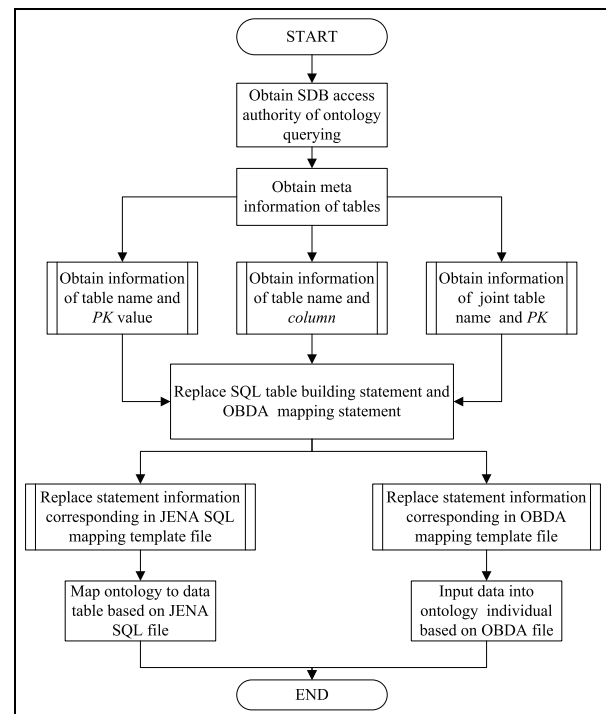 START
Obtain SDB access
authority of ontology
querying
Obtain meta
information of tables
Obtain information
of table name and
PK value
Obtain information
of table name and
column
Obtain information
of joint table
name and PK
Replace SQL table building statement and
OBDA mapping statement
Replace statement information
corresponding in JENA SQL
mapping template file
Replace statement information
corresponding in OBDA
mapping template file
Map ontology to data
table based on JENA
SQL file
Input data into
ontology individual
based on OBDA file
END